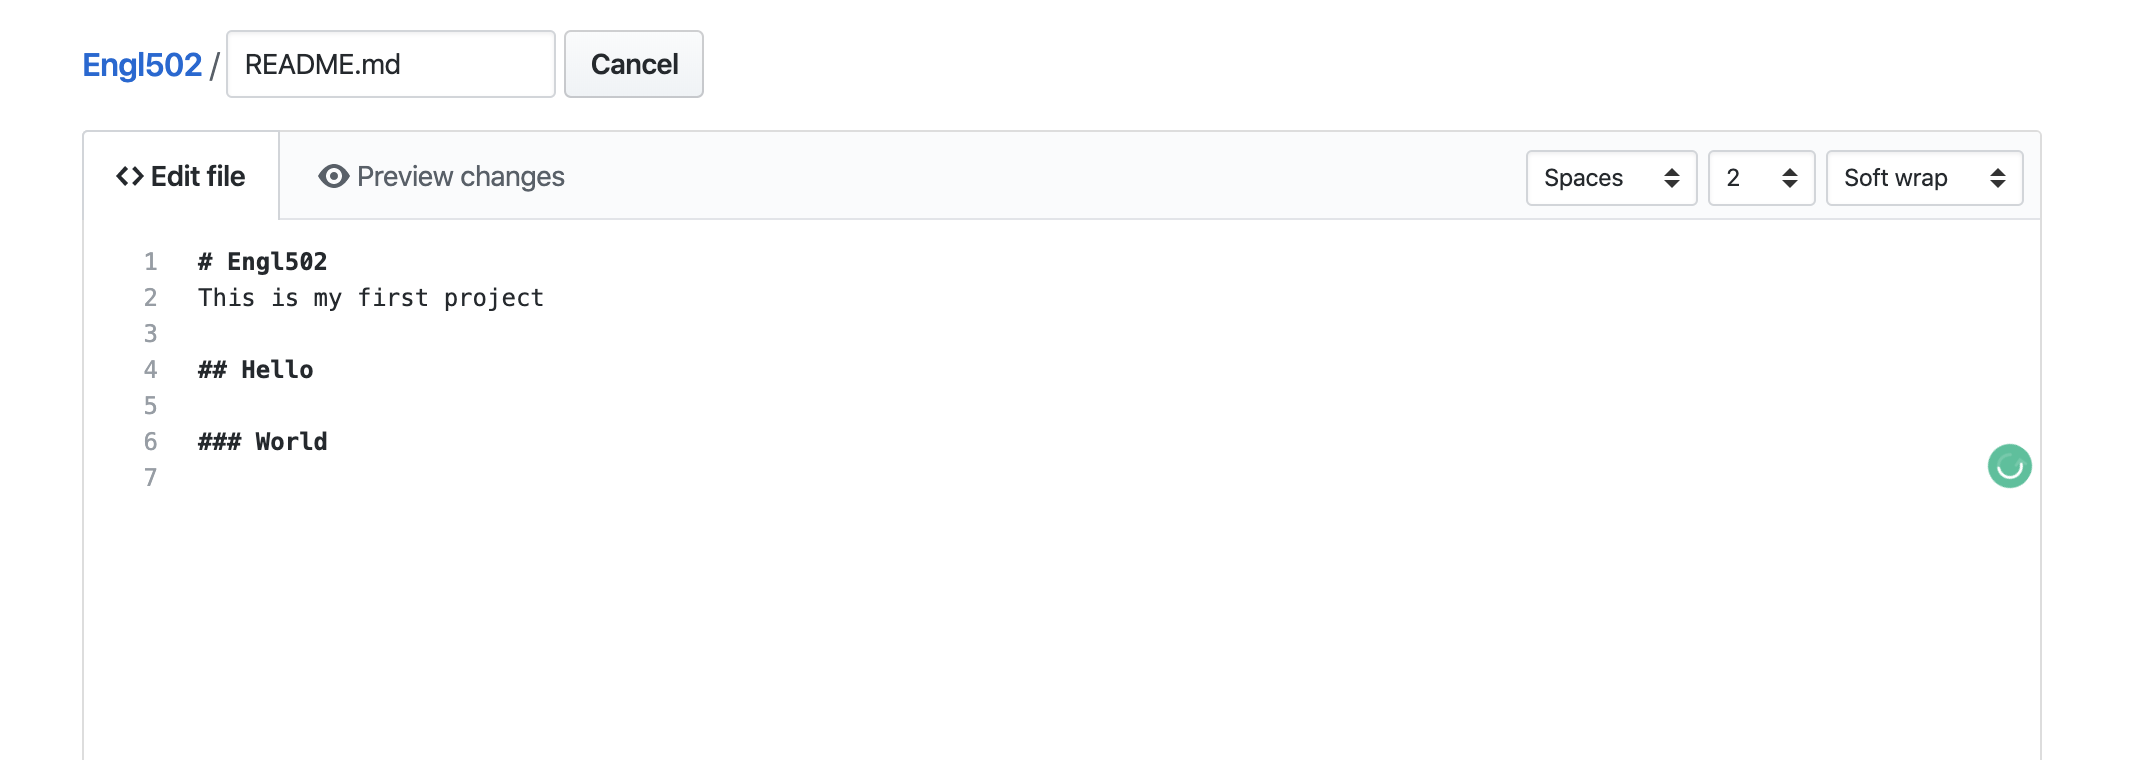 Engl502 / README.md Cancel
<> Edit file Preview changes Spaces 2 Soft wrap
1 # Engl502
2 This is my first project
3
4 ## Hello
5
6 ### World
7